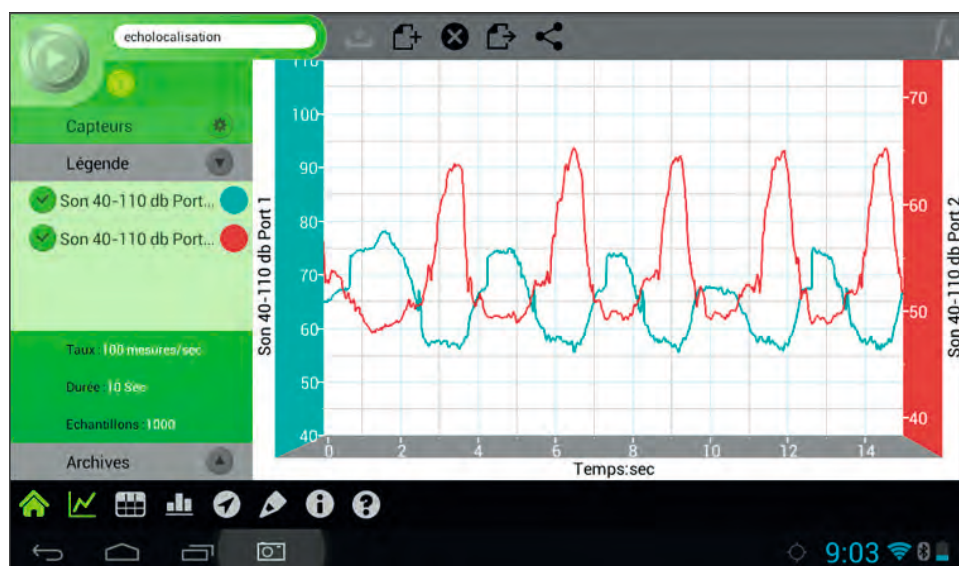 echolocalisation
Capteurs
Légende
Son 40-110 db Port...
Son 40-110 db Port...
Taux :100 mesures/sec
Durée :10 Sec
Echantillons :1000
Archives
Son 40-110 db Port 1
110
100
90
80
70
60
50
40
0 2 4 6 8 10 12 14
Temps:sec
70
60
50
40
Son 40-110 db Port 2
9:03